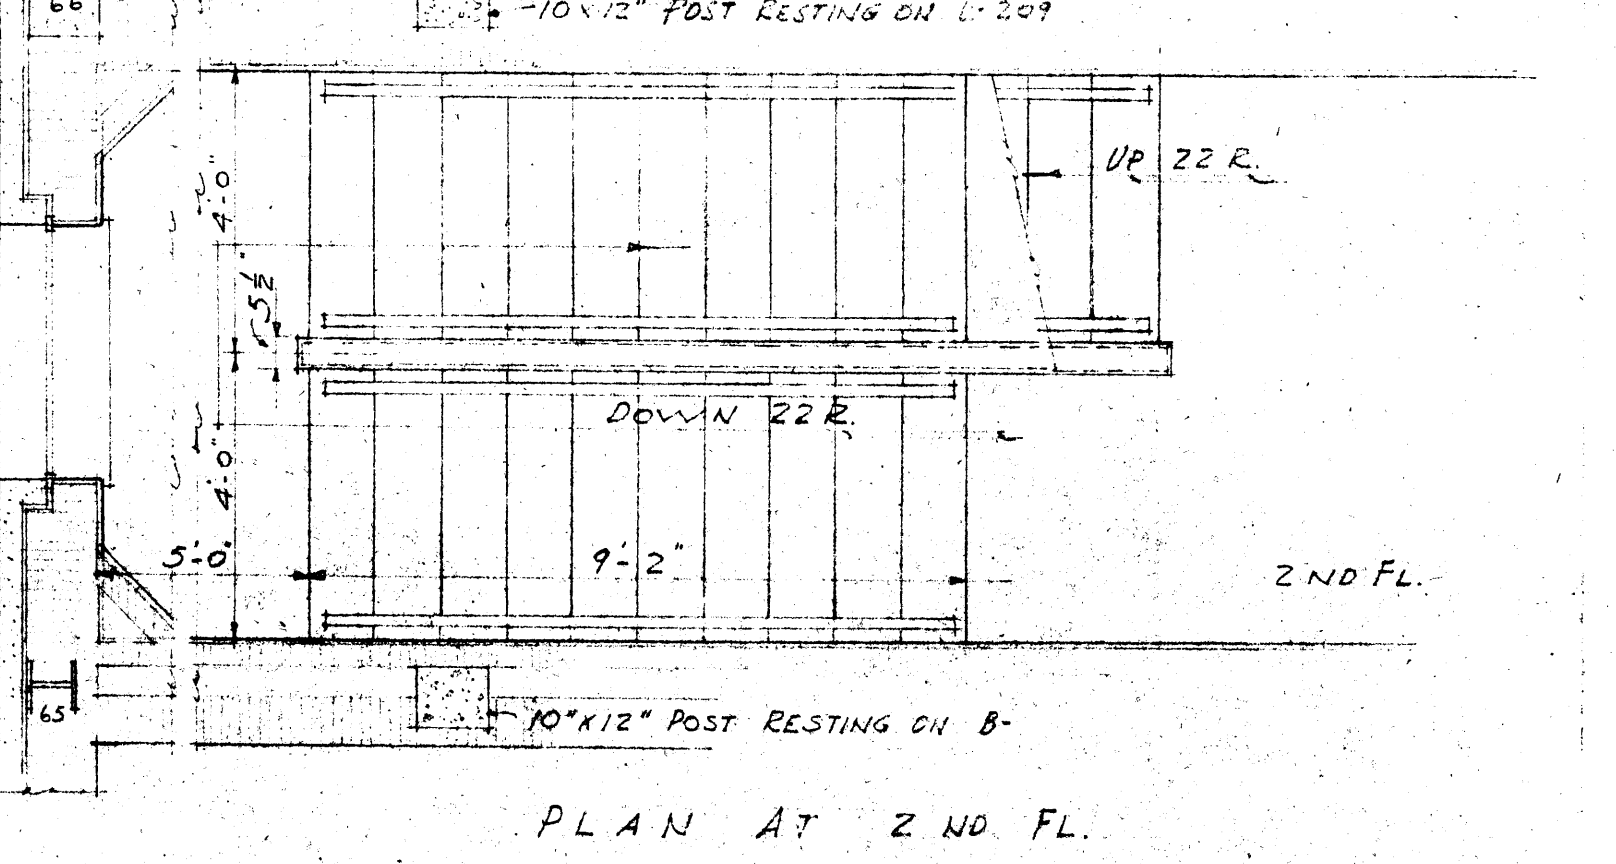 66
10"x12" POST RESTING ON L-209
UP 22 R.
4'-0"
5½"
DOWN 22 R.
4'-0"
5'-0"
9'-2"
2 ND FL.
65
10"x12" POST RESTING ON B-
PLAN AT 2 ND FL.